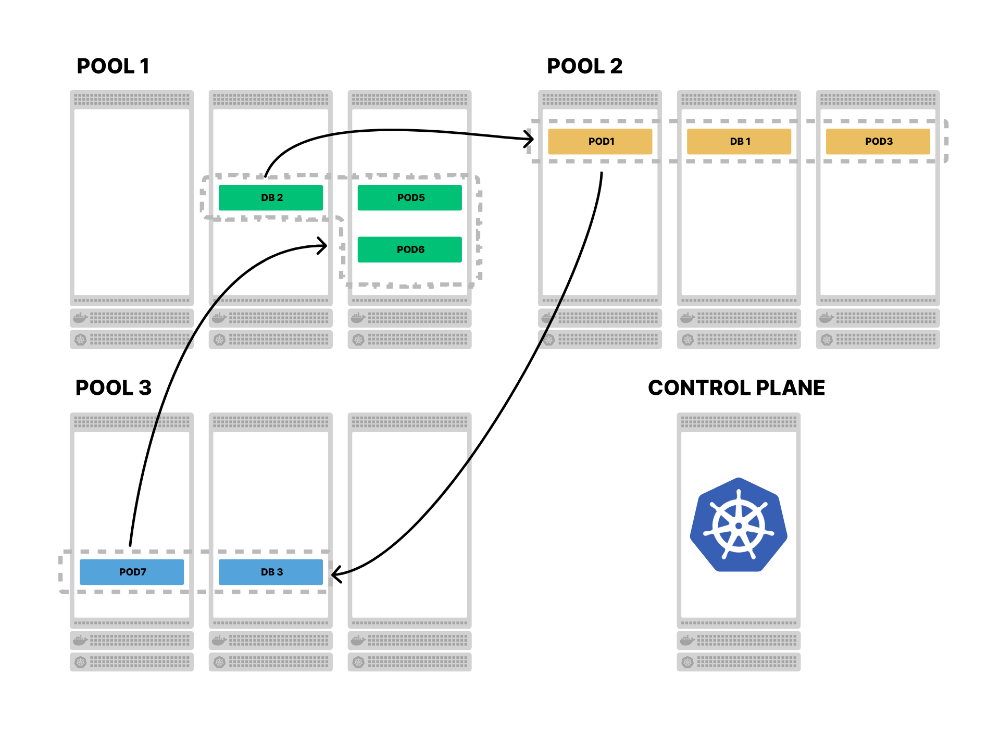 POOL 1
POOL 2
POD1
DB 1
POD3
DB 2
POD5
POD6
POOL 3
CONTROL PLANE
POD7
DB 3